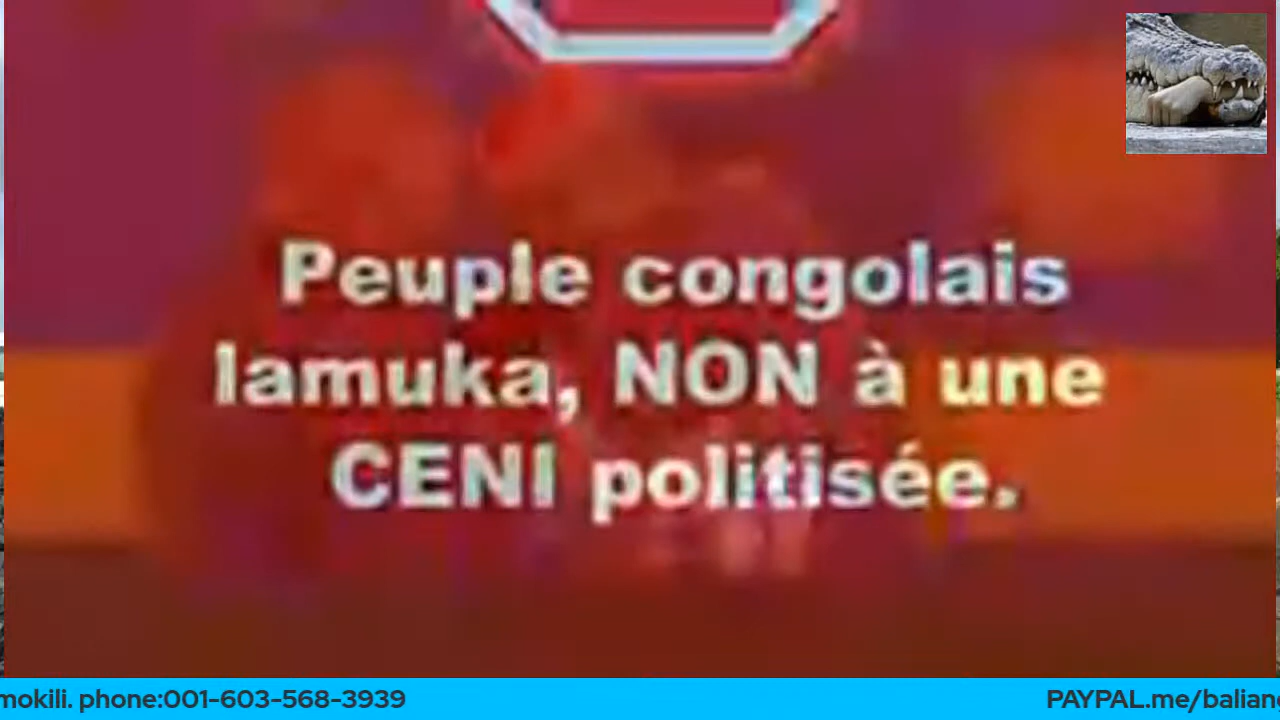 Peuple congolais
lamuka, NON à une
CENI politisée.
mokili. phone:001-603-568-3939
PAYPAL.me/balian